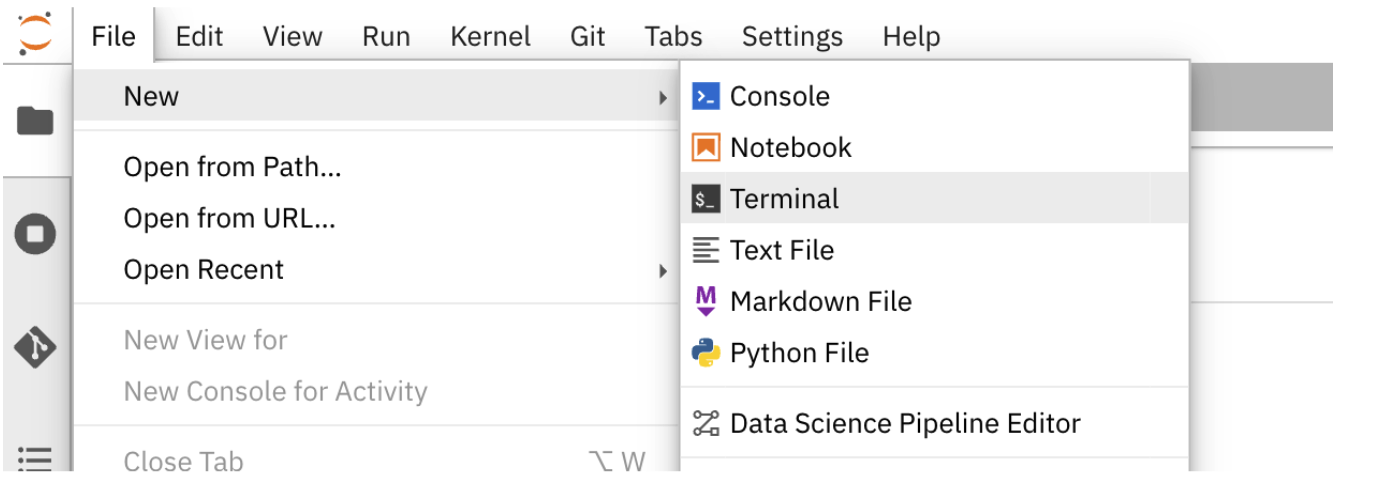 File Edit View Run Kernel Git Tabs Settings Help
New
Open from Path...
Open from URL...
Open Recent
New View for
New Console for Activity
Close Tab ⌥ W
Console
Notebook
$_ Terminal
Text File
M Markdown File
Python File
Data Science Pipeline Editor